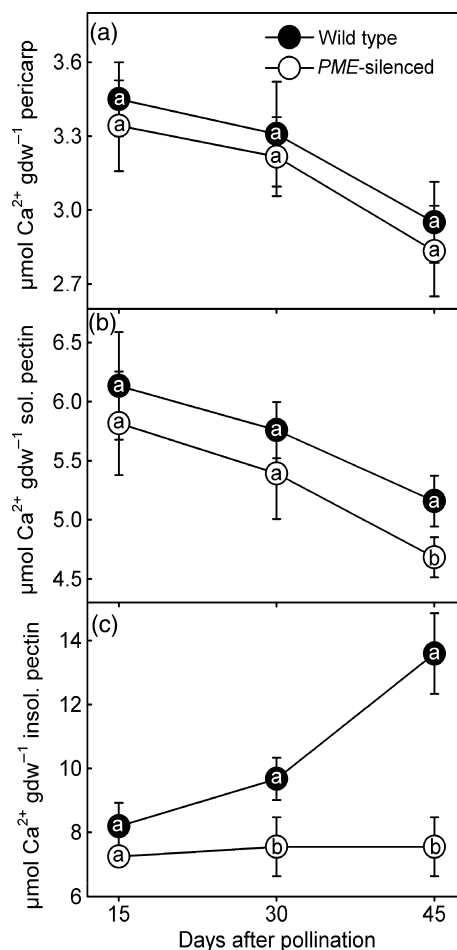 (a)
Wild type
PME-silenced
3.6
3.3
3.0
2.7
µmol Ca²⁺ gdw⁻¹ pericarp
a
a
a
a
a
a
(b)
6.5
6.0
5.5
5.0
4.5
µmol Ca²⁺ gdw⁻¹ sol. pectin
a
a
a
a
a
b
(c)
14
12
10
8
6
µmol Ca²⁺ gdw⁻¹ insol. pectin
a
a
a
b
a
b
15 30 45
Days after pollination